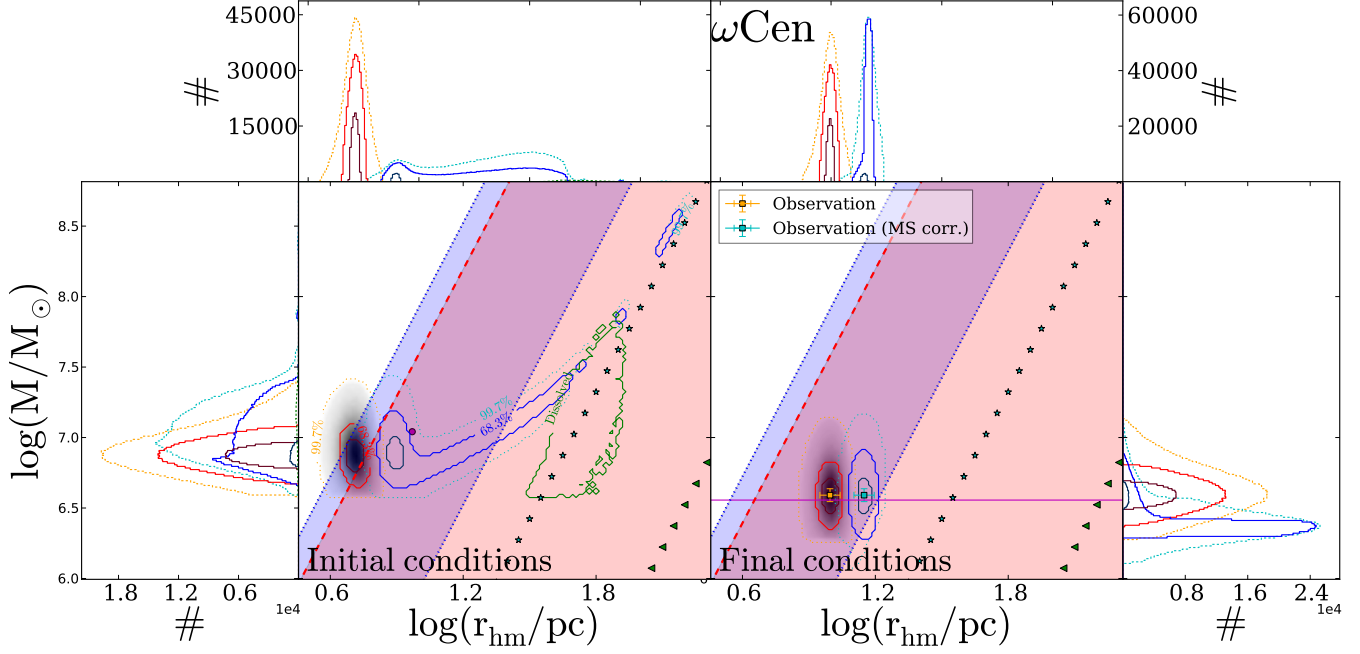 45000
30000
15000
#
ωCen
60000
40000
20000
#
8.5
8.0
7.5
7.0
6.5
6.0
log(M/M⊙)
99.7%
99.7%
68.3%
Dissolved
Initial conditions
Observation
Observation (MS corr.)
Final conditions
1.8 1.2 0.6
1e4
#
0.6 1.2 1.8
log(r_hm/pc)
0.6 1.2 1.8
log(r_hm/pc)
0.8 1.6 2.4
1e4
#